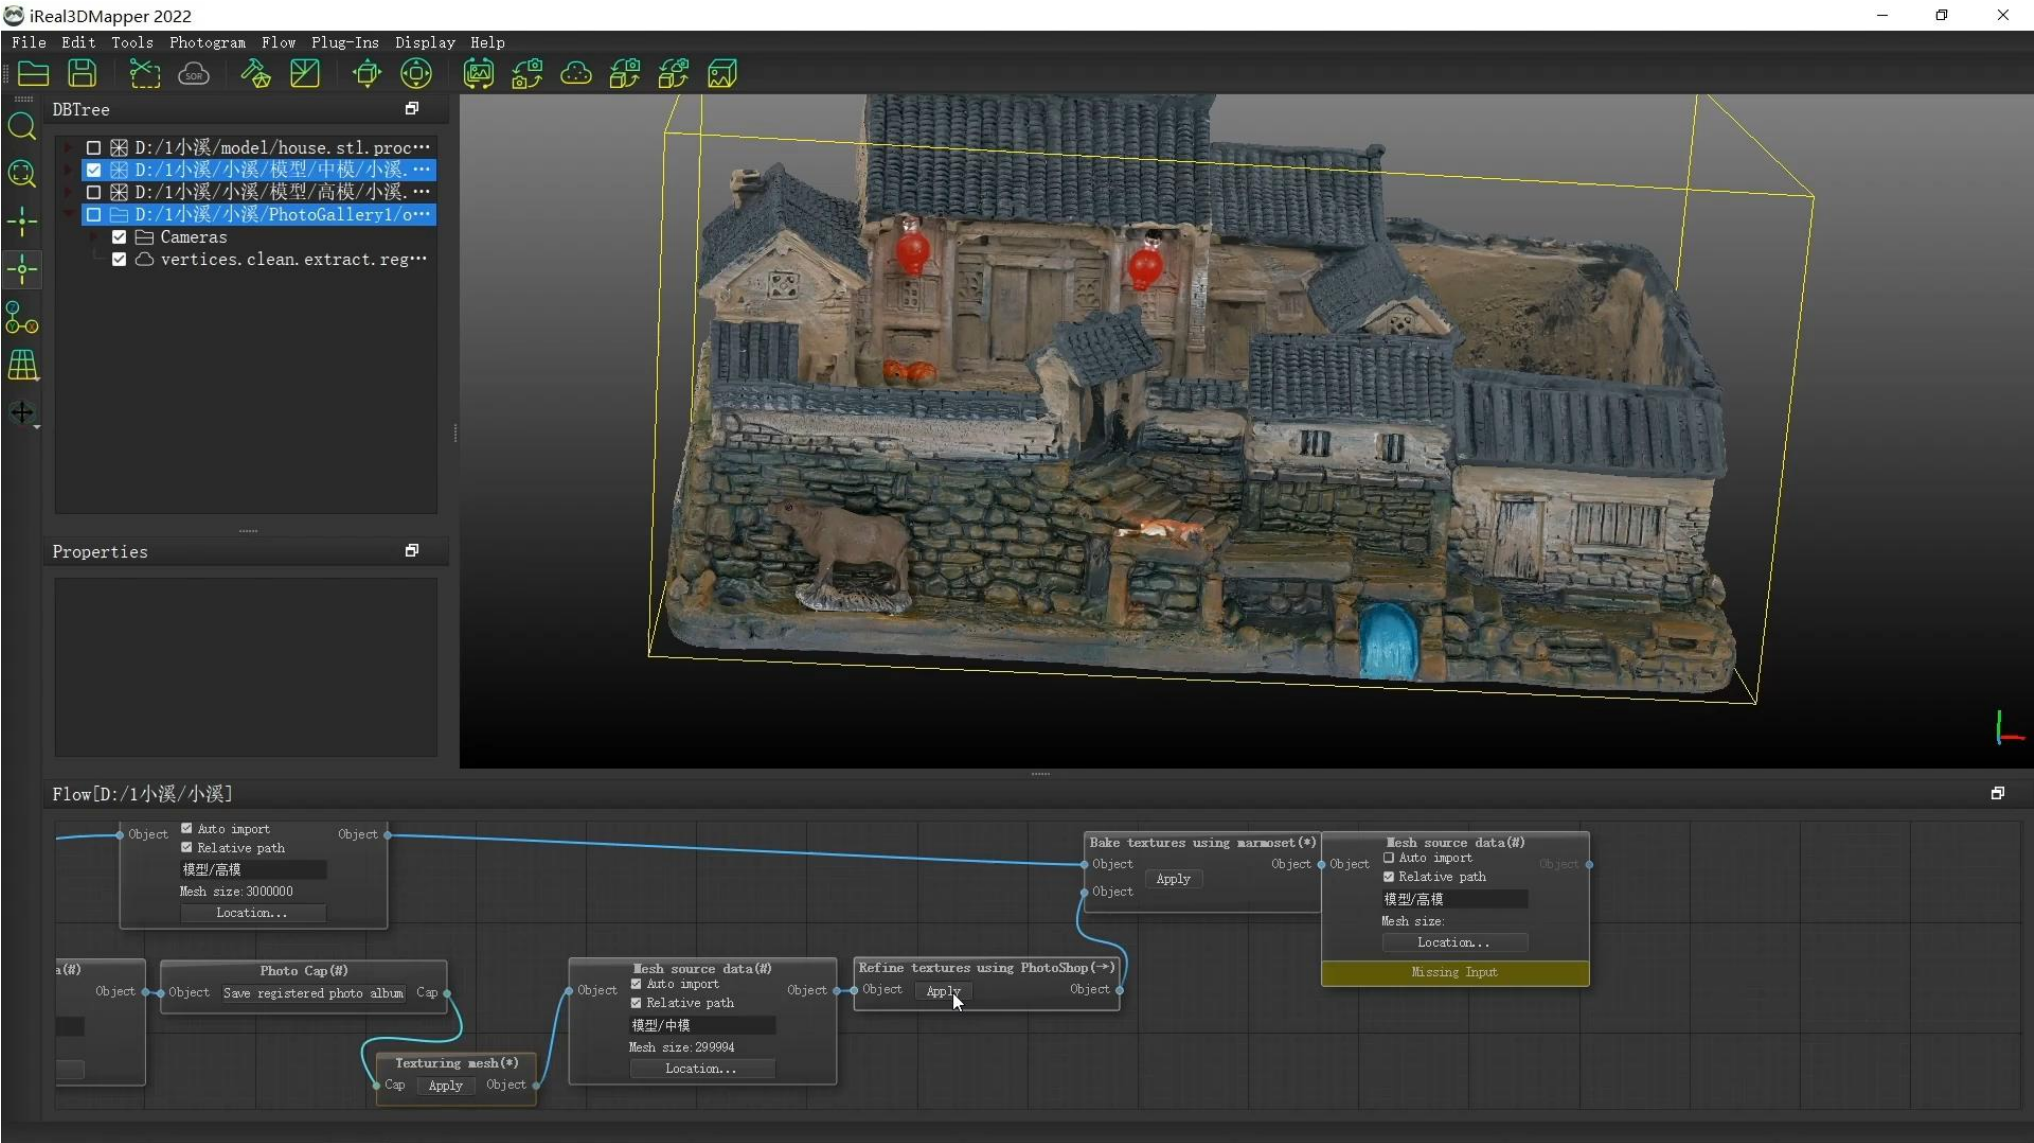 iReal3DMapper 2022
File Edit Tools Photogram Flow Plug-Ins Display Help
SOR
DBTree
D:/1小溪/model/house.stl.proc···
D:/1小溪/小溪/模型/中模/小溪.···
D:/1小溪/小溪/模型/高模/小溪.···
D:/1小溪/小溪/PhotoGallery1/o···
Cameras
vertices.clean.extract.reg···
Properties
Flow[D:/1小溪/小溪]
Object Auto import Object
Relative path
模型/高模
Mesh size:3000000
Location...
Bake textures using marmoset(*)
Object Object
Apply
Object
Mesh source data(#)
Auto import
Object Object
Relative path
模型/高模
Mesh size:
Location...
Missing Input
a(#)
Object
Photo Cap(#)
Object Save registered photo album Cap
Texturing mesh(*)
Cap Apply Object
Mesh source data(#)
Auto import
Object Object
Relative path
模型/中模
Mesh size:299994
Location...
Refine textures using PhotoShop(→)
Object Apply Object